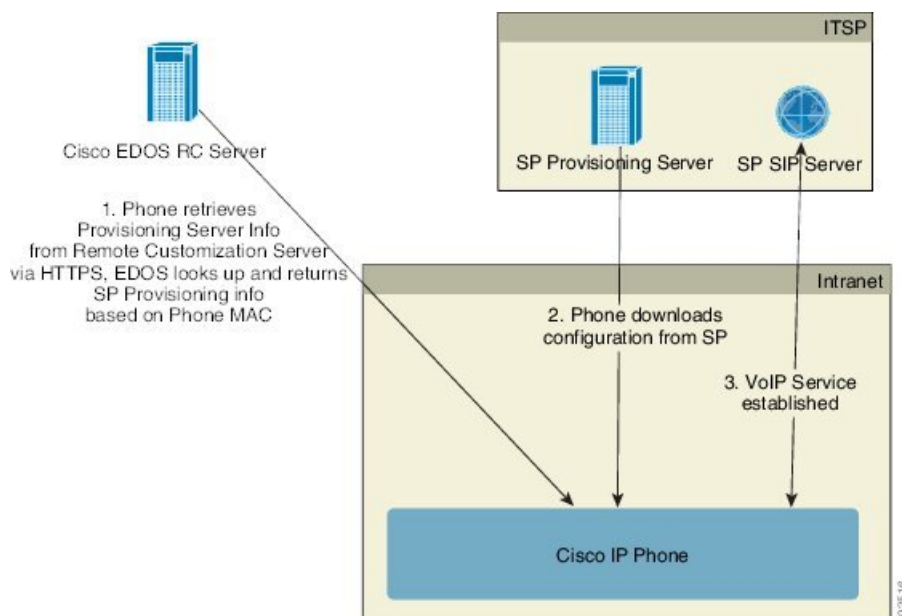 ITSP
Cisco EDOS RC Server
SP Provisioning Server
SP SIP Server
1. Phone retrieves
Provisioning Server Info
from Remote Customization Server
via HTTPS, EDOS looks up and returns
SP Provisioning info
based on Phone MAC
Intranet
2. Phone downloads
configuration from SP
3. VoIP Service
established
Cisco IP Phone